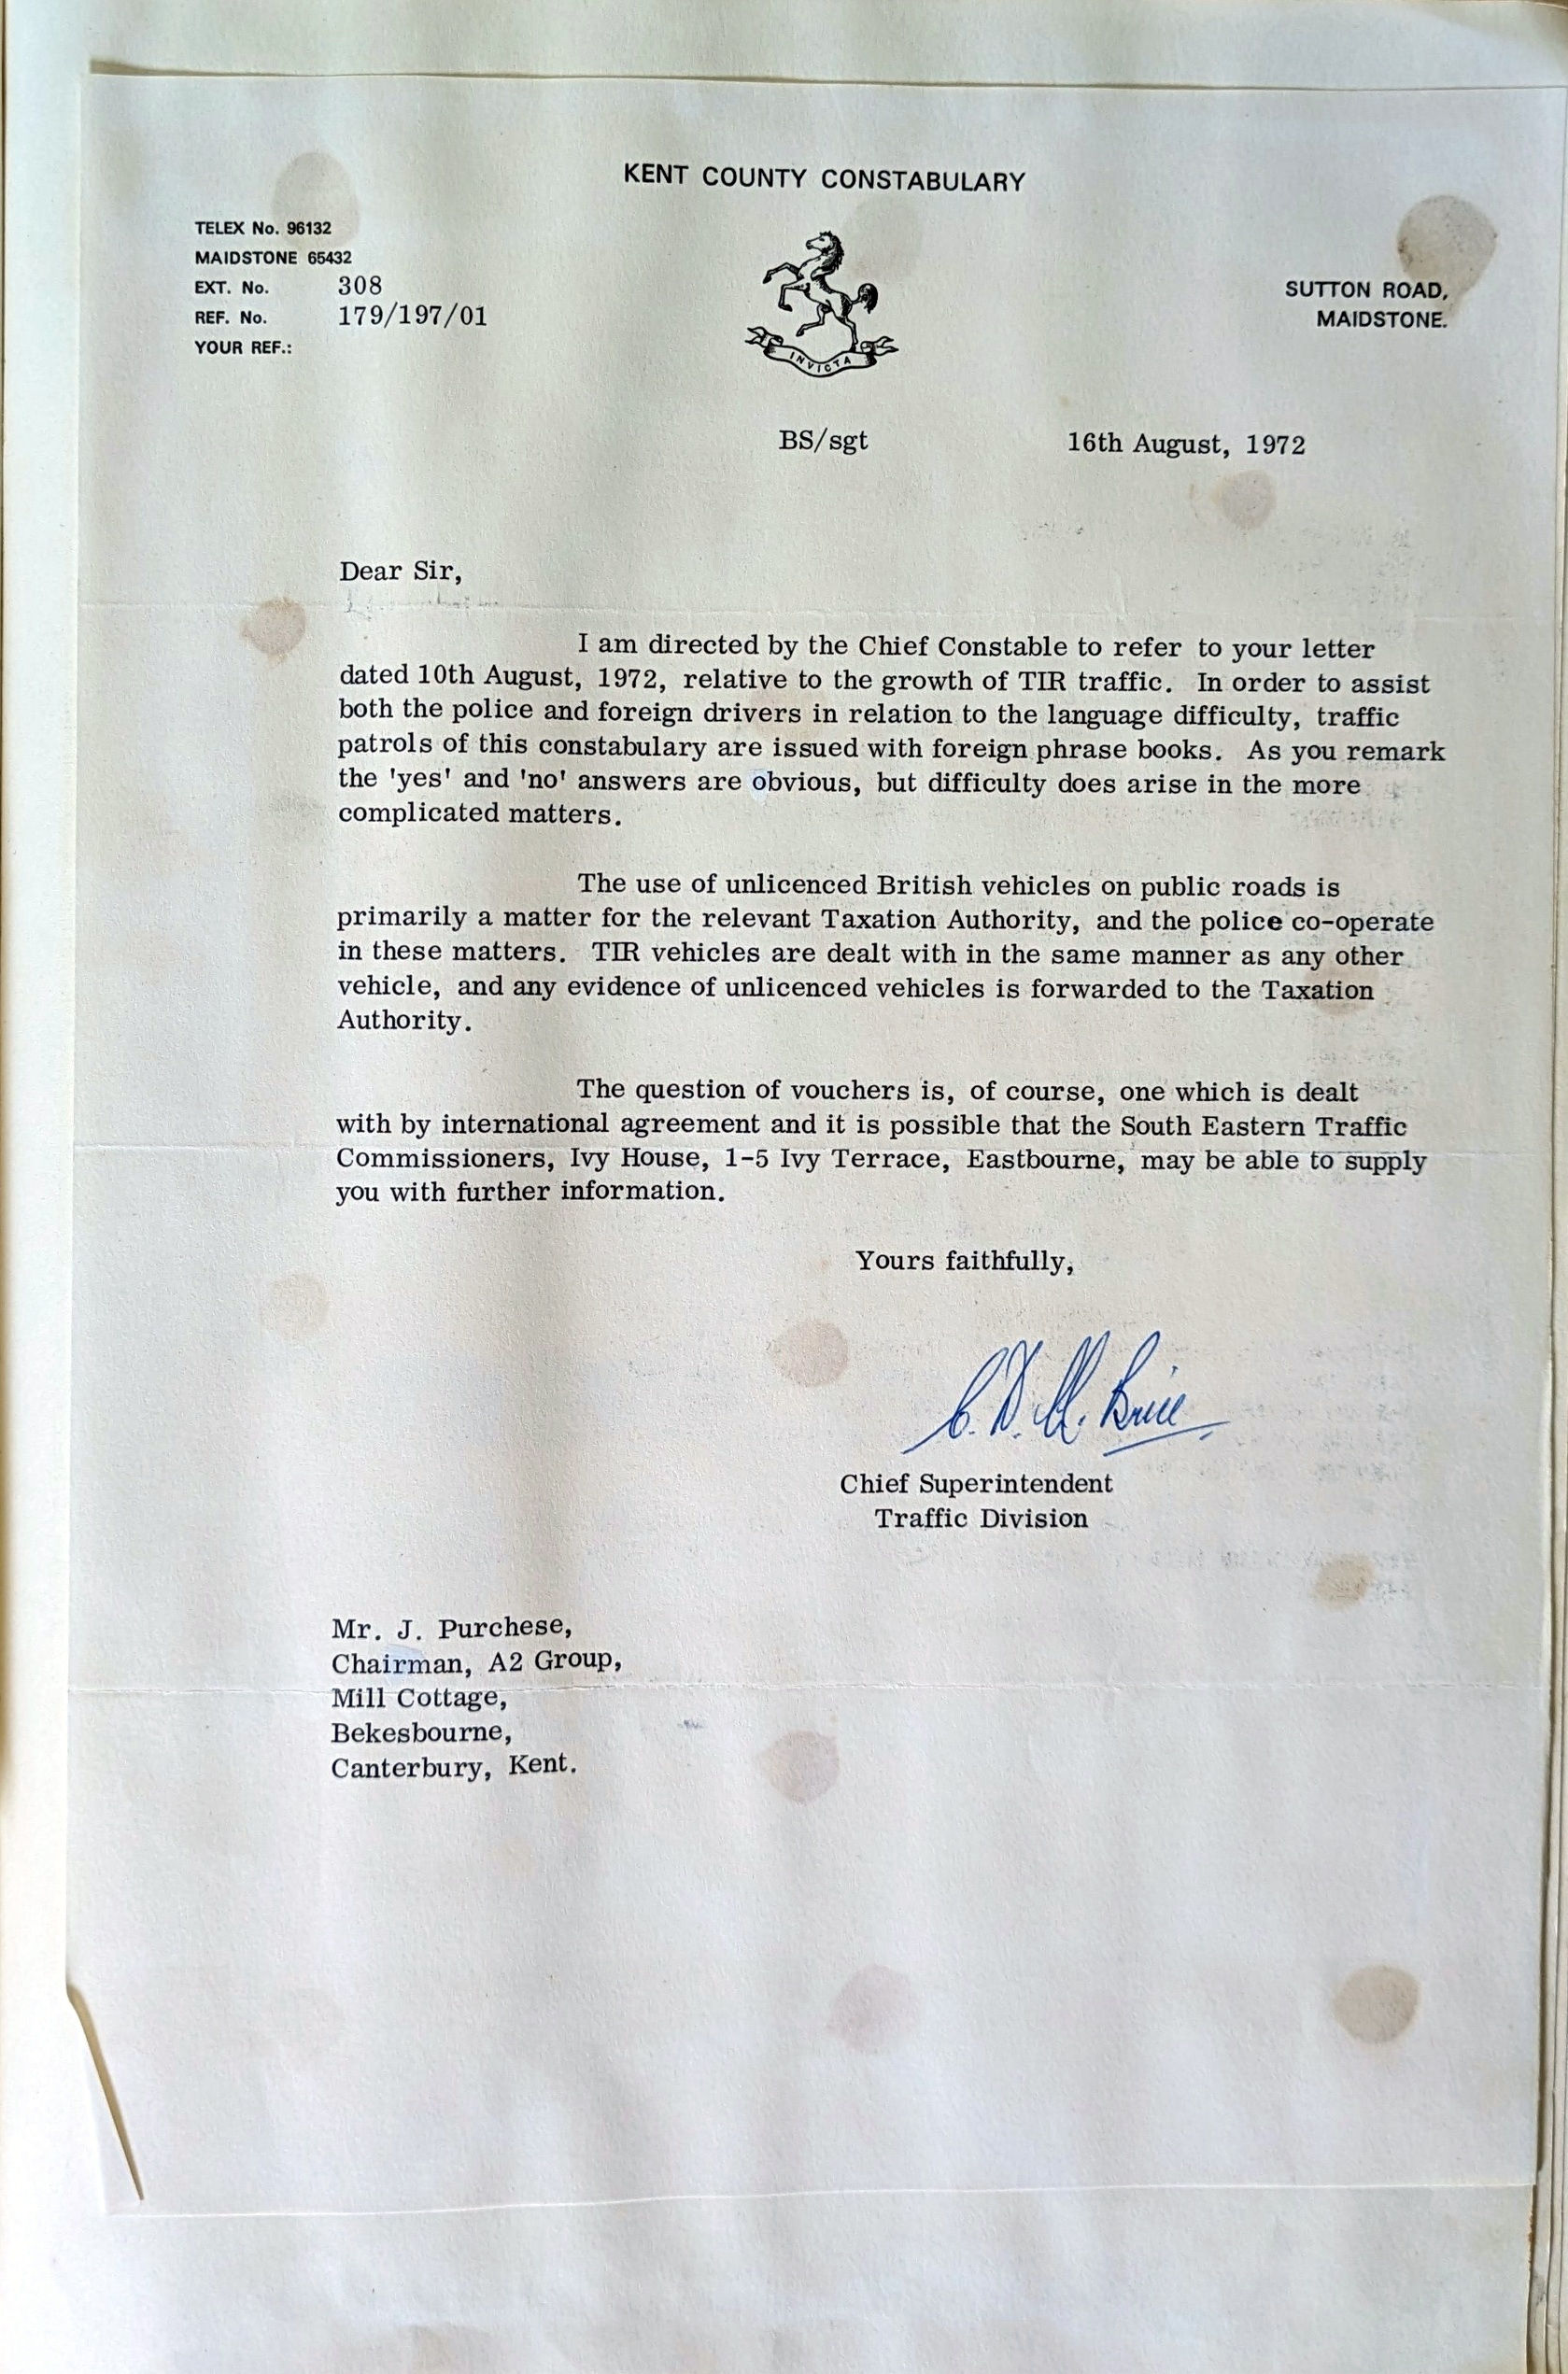 KENT COUNTY CONSTABULARY
TELEX No. 96132
MAIDSTONE 65432
EXT. No. 308
REF. No. 179/197/01
YOUR REF.:
INVICTA
SUTTON ROAD,
MAIDSTONE.
BS/sgt 16th August, 1972
Dear Sir,
I am directed by the Chief Constable to refer to your letter
dated 10th August, 1972, relative to the growth of TIR traffic. In order to assist
both the police and foreign drivers in relation to the language difficulty, traffic
patrols of this constabulary are issued with foreign phrase books. As you remark
the 'yes' and 'no' answers are obvious, but difficulty does arise in the more
complicated matters.
The use of unlicenced British vehicles on public roads is
primarily a matter for the relevant Taxation Authority, and the police co-operate
in these matters. TIR vehicles are dealt with in the same manner as any other
vehicle, and any evidence of unlicenced vehicles is forwarded to the Taxation
Authority.
The question of vouchers is, of course, one which is dealt
with by international agreement and it is possible that the South Eastern Traffic
Commissioners, Ivy House, 1-5 Ivy Terrace, Eastbourne, may be able to supply
you with further information.
Yours faithfully,
Chief Superintendent
Traffic Division
Mr. J. Purchese,
Chairman, A2 Group,
Mill Cottage,
Bekesbourne,
Canterbury, Kent.